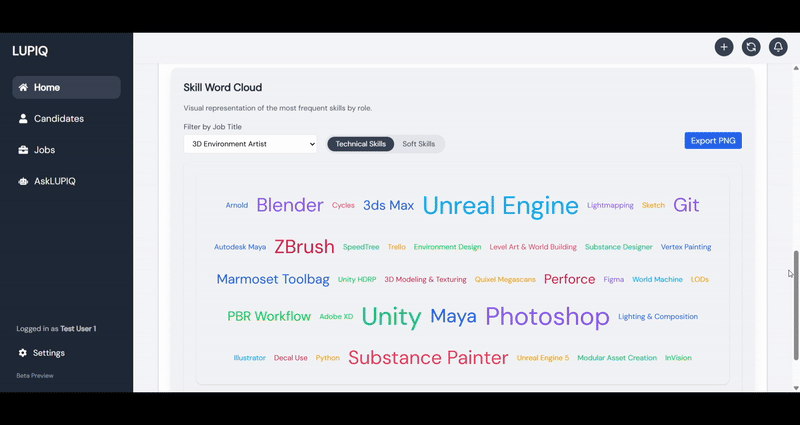 LUPIQ
Home
Candidates
Jobs
AskLUPIQ
Logged in as Test User 1
Settings
Beta Preview
Skill Word Cloud
Visual representation of the most frequent skills by role.
Filter by Job Title
3D Environment Artist
Technical Skills Soft Skills
Export PNG
Arnold Blender Cycles 3ds Max Unreal Engine Lightmapping Sketch Git
Autodesk Maya ZBrush SpeedTree Trello Environment Design Level Art & World Building Substance Designer Vertex Painting
Marmoset Toolbag Unity HDRP 3D Modeling & Texturing Quixel Megascans Perforce Figma World Machine LODs
PBR Workflow Adobe XD Unity Maya Photoshop Lighting & Composition
Illustrator Decal Use Python Substance Painter Unreal Engine 5 Modular Asset Creation InVision